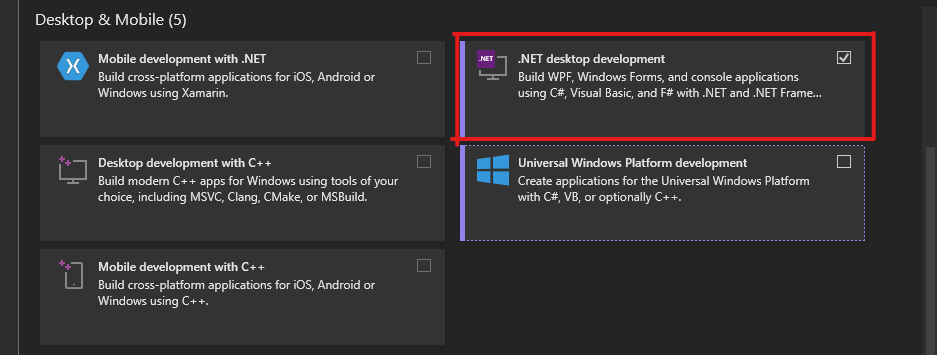 Desktop & Mobile (5)
Mobile development with .NET
Build cross-platform applications for iOS, Android or
Windows using Xamarin.
.NET
.NET desktop development
Build WPF, Windows Forms, and console applications
using C#, Visual Basic, and F# with .NET and .NET Frame...
Desktop development with C++
Build modern C++ apps for Windows using tools of your
choice, including MSVC, Clang, CMake, or MSBuild.
Universal Windows Platform development
Create applications for the Universal Windows Platform
with C#, VB, or optionally C++.
Mobile development with C++
Build cross-platform applications for iOS, Android or
Windows using C++.